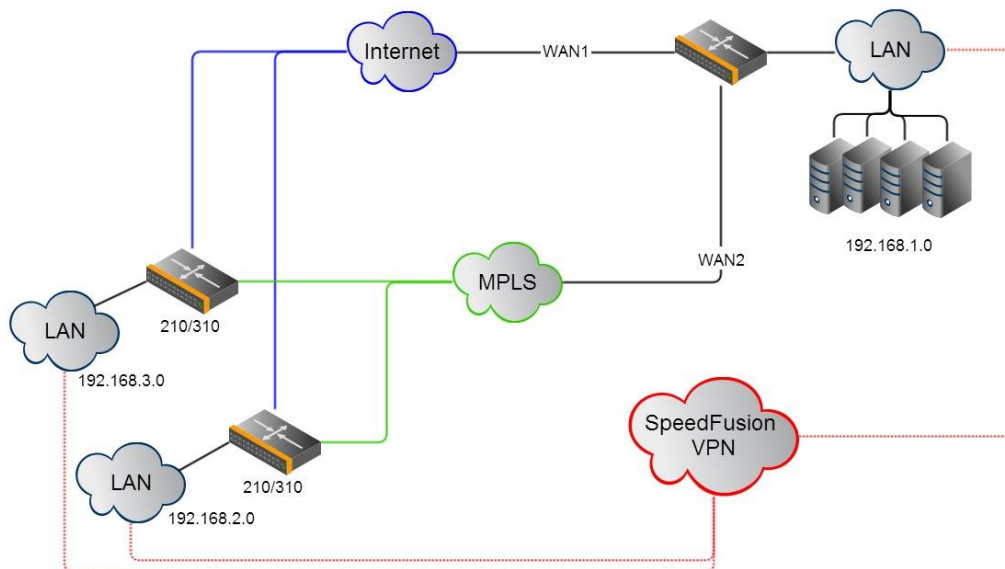 Internet
WAN1
LAN
192.168.1.0
WAN2
MPLS
210/310
LAN
192.168.3.0
SpeedFusion
VPN
LAN
210/310
192.168.2.0